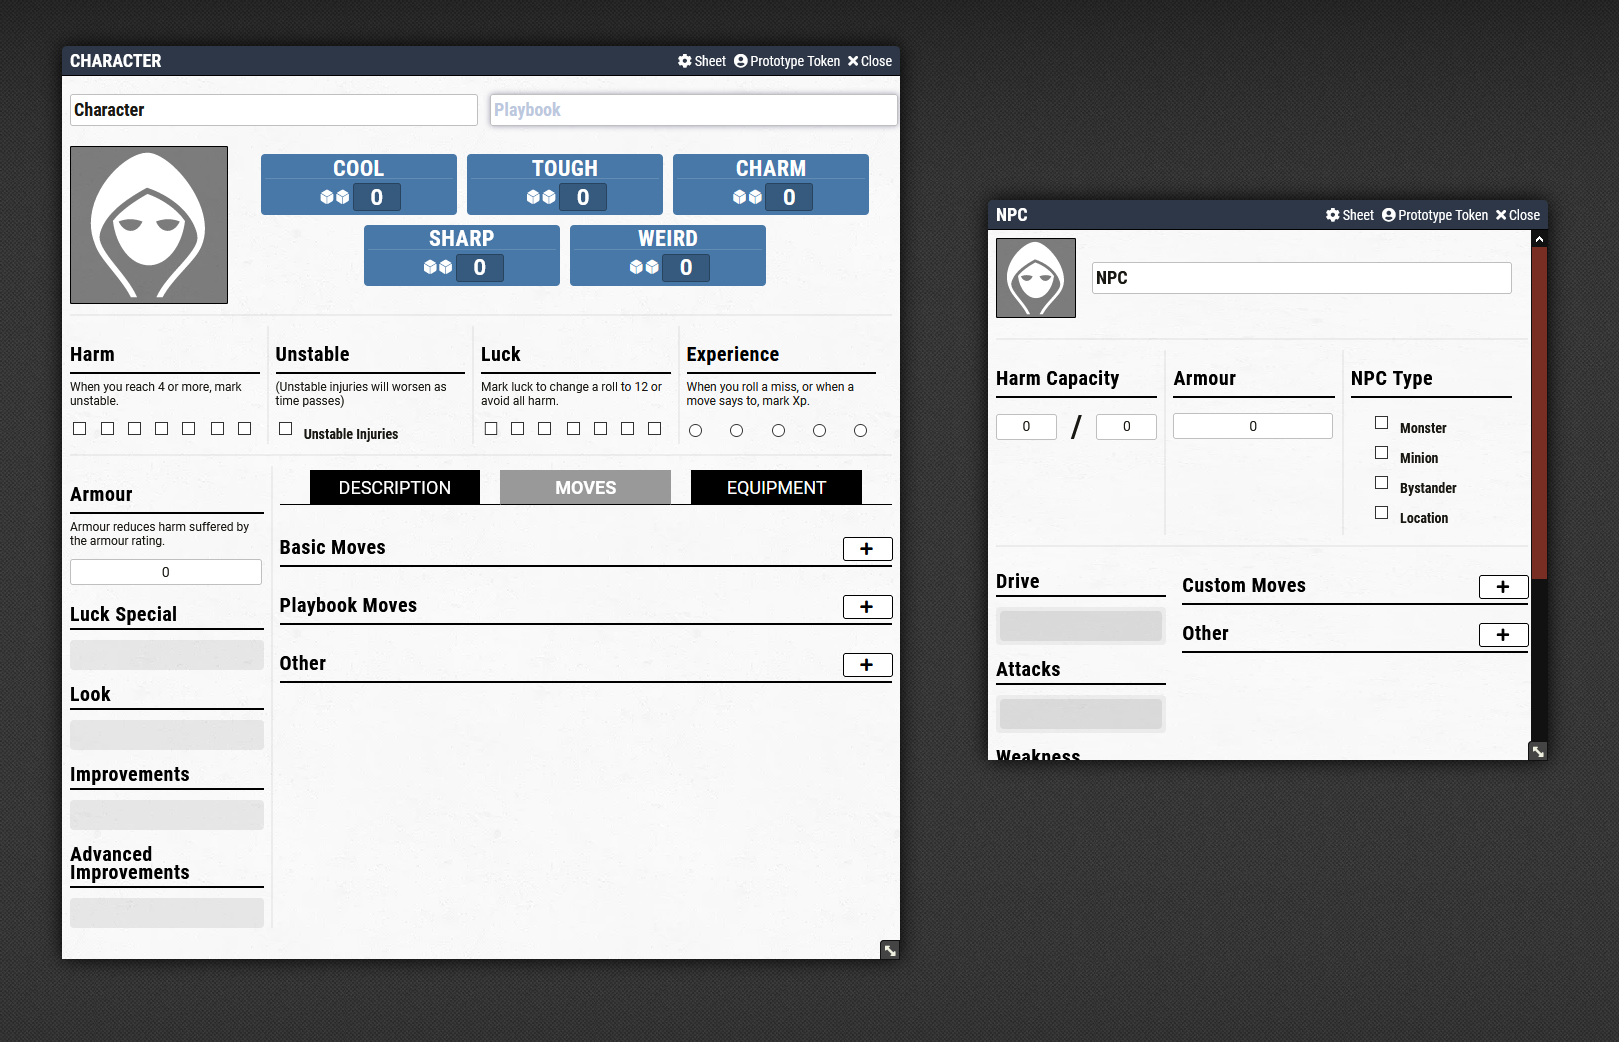 CHARACTER
Sheet Prototype Token Close
Character
Playbook
COOL
0
TOUGH
0
CHARM
0
SHARP
0
WEIRD
0
Harm
When you reach 4 or more, mark
unstable.
Unstable
(Unstable injuries will worsen as
time passes)
Unstable Injuries
Luck
Mark luck to change a roll to 12 or
avoid all harm.
Experience
When you roll a miss, or when a
move says to, mark Xp.
Armour
Armour reduces harm suffered by
the armour rating.
0
Luck Special
Look
Improvements
Advanced
Improvements
DESCRIPTION
MOVES
EQUIPMENT
Basic Moves
+
Playbook Moves
+
Other
+
NPC
Sheet Prototype Token Close
NPC
Harm Capacity
0 / 0
Armour
0
NPC Type
Monster
Minion
Bystander
Location
Drive
Attacks
Weakness
Custom Moves
+
Other
+